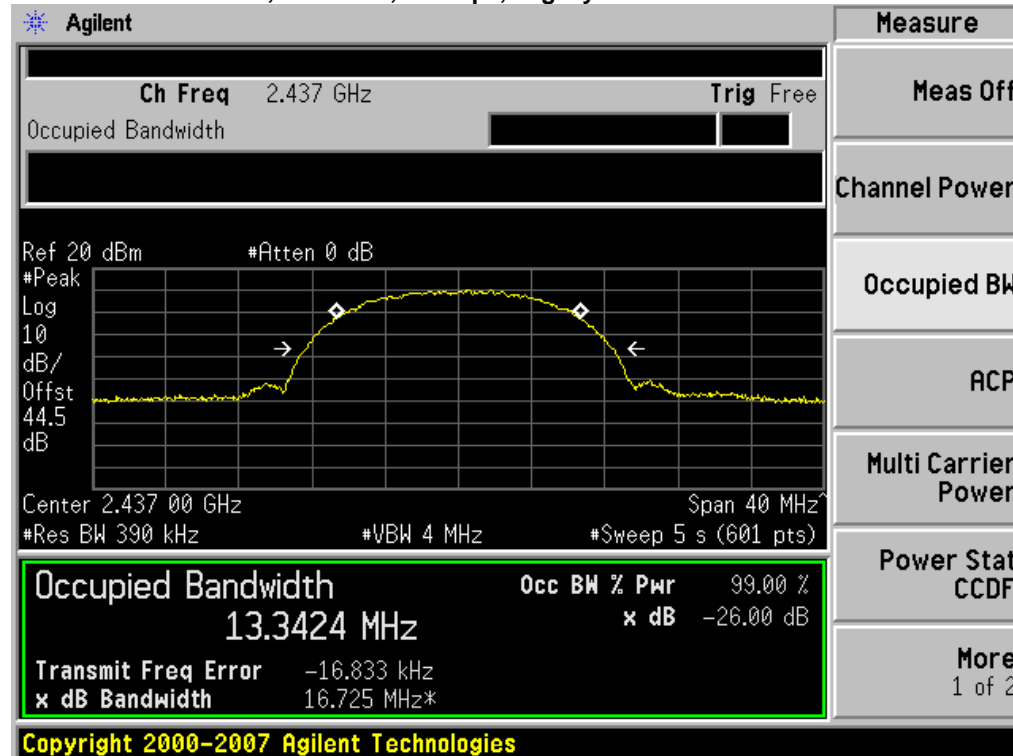 Agilent
Measure
Ch Freq 2.437 GHz Trig Free
Meas Off
Occupied Bandwidth
Channel Power
Ref 20 dBm #Atten 0 dB
#Peak
Log
10
dB/
Offst
44.5
dB
Occupied BW
ACP
Multi Carrier
Power
Center 2.437 00 GHz Span 40 MHz^
#Res BW 390 kHz #VBW 4 MHz #Sweep 5 s (601 pts)
Power Stat
CCDF
Occupied Bandwidth
13.3424 MHz
Occ BW % Pwr 99.00 %
x dB -26.00 dB
Transmit Freq Error -16.833 kHz
x dB Bandwidth 16.725 MHz*
More
1 of 2
Copyright 2000-2007 Agilent Technologies